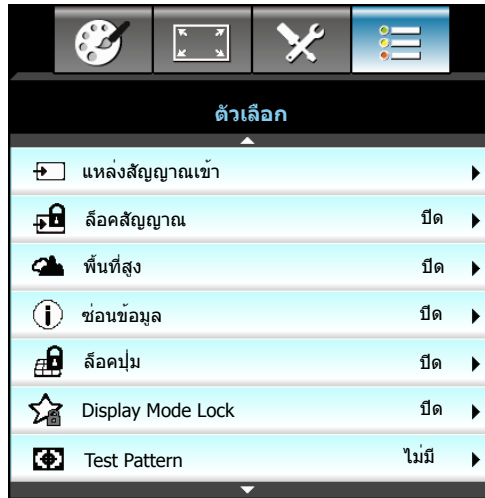 ตัวเลือก
แหล่งสัญญาณเข้า
ล็อคสัญญาณ ปิด
พื้นที่สูง ปิด
ซ่อนข้อมูล ปิด
ล็อคปุ่ม ปิด
Display Mode Lock ปิด
Test Pattern ไม่มี